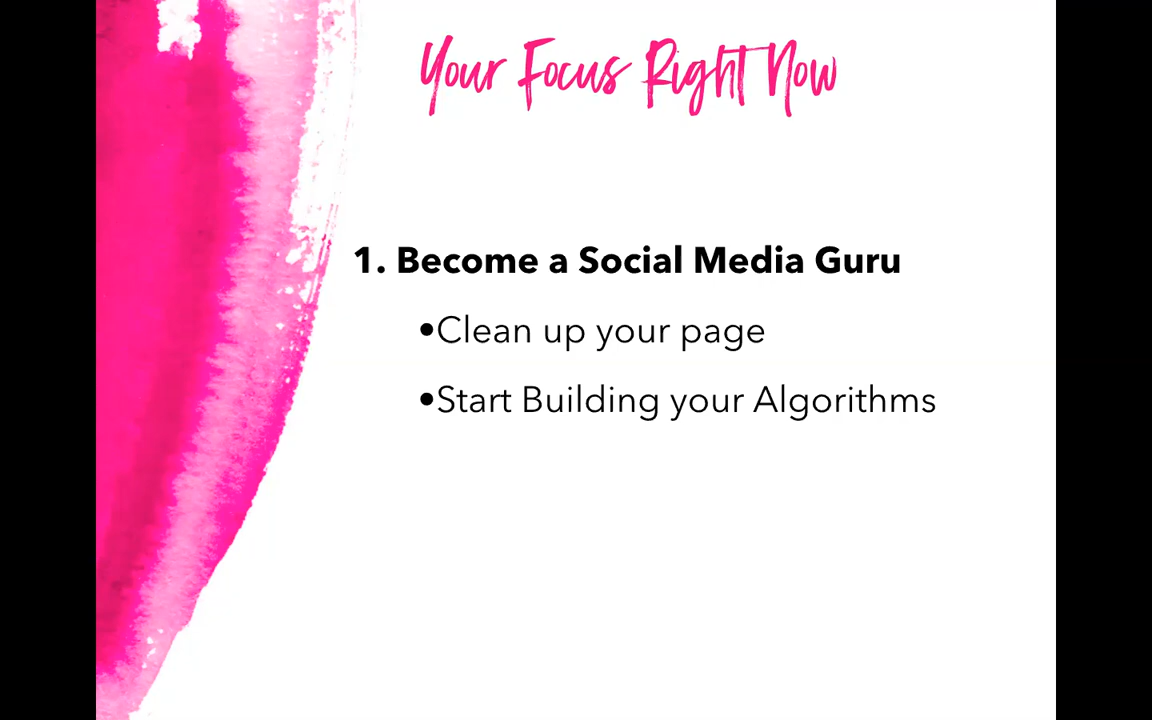 Your Focus Right Now
1. Become a Social Media Guru
•Clean up your page
•Start Building your Algorithms